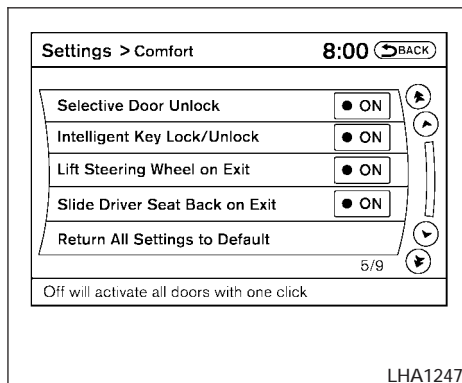 Settings > Comfort 8:00 BACK
Selective Door Unlock ON
Intelligent Key Lock/Unlock ON
Lift Steering Wheel on Exit ON
Slide Driver Seat Back on Exit ON
Return All Settings to Default
5/9
Off will activate all doors with one click
LHA1247